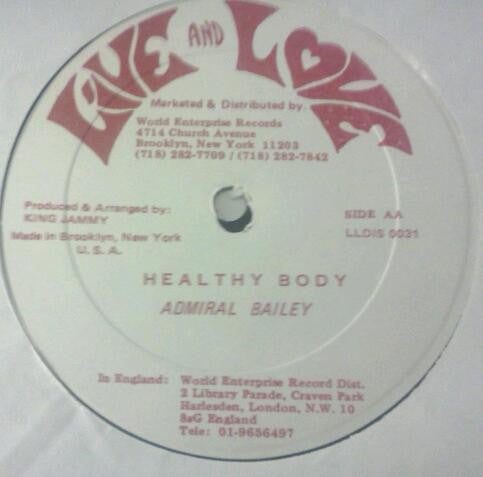 LIVE AND LOVE
Marketed & Distributed by:
World Enterprise Records
4714 Church Avenue
Brooklyn, New York 11203
(718) 282-7709 / (718) 282-7842
Produced & Arranged by:
KING JAMMY
Made in Brooklyn, New York
U. S. A.
SIDE AA
LLDIS 0031
HEALTHY BODY
ADMIRAL BAILEY
In England: World Enterprise Record Dist.
2 Library Parade, Craven Park
Harlesden, London, N.W. 10
8sG England
Tele: 01-9656497